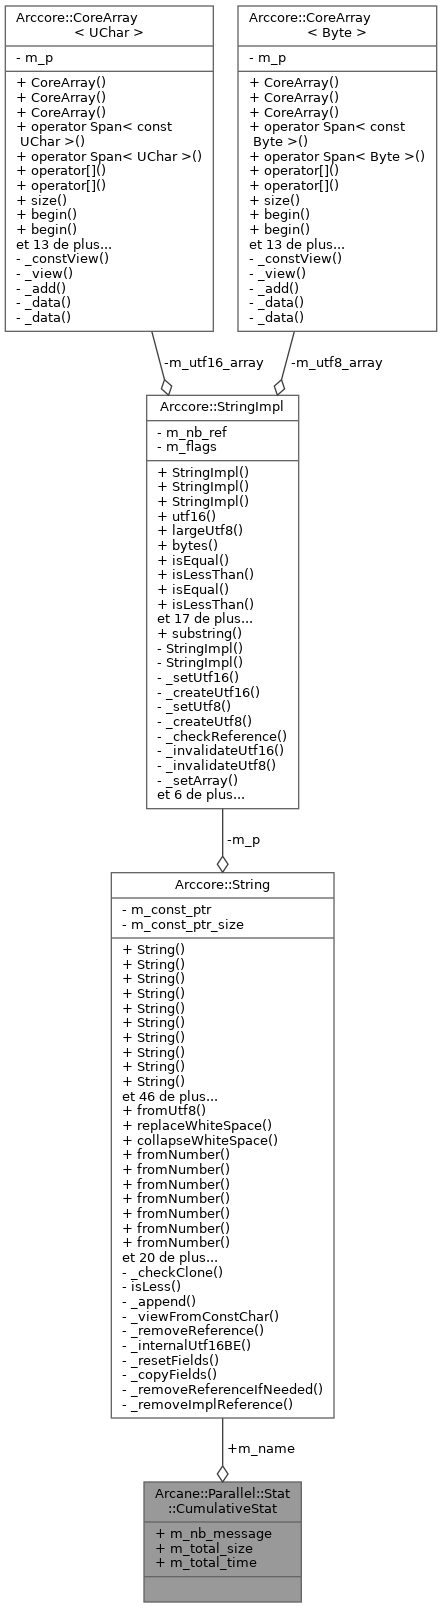 Arccore::CoreArray
< UChar >
- m_p
+ CoreArray()
+ CoreArray()
+ CoreArray()
+ operator Span< const
UChar >()
+ operator Span< UChar >()
+ operator[]()
+ operator[]()
+ size()
+ begin()
+ begin()
et 13 de plus...
- _constView()
- _view()
- _add()
- _data()
- _data()
Arccore::CoreArray
< Byte >
- m_p
+ CoreArray()
+ CoreArray()
+ CoreArray()
+ operator Span< const
Byte >()
+ operator Span< Byte >()
+ operator[]()
+ operator[]()
+ size()
+ begin()
+ begin()
et 13 de plus...
- _constView()
- _view()
- _add()
- _data()
- _data()
-m_utf16_array
-m_utf8_array
Arccore::StringImpl
- m_nb_ref
- m_flags
+ StringImpl()
+ StringImpl()
+ StringImpl()
+ utf16()
+ largeUtf8()
+ bytes()
+ isEqual()
+ isLessThan()
+ isEqual()
+ isLessThan()
et 17 de plus...
+ substring()
- StringImpl()
- StringImpl()
- _setUtf16()
- _createUtf16()
- _setUtf8()
- _createUtf8()
- _checkReference()
- _invalidateUtf16()
- _invalidateUtf8()
- _setArray()
et 6 de plus...
-m_p
Arccore::String
- m_const_ptr
- m_const_ptr_size
+ String()
+ String()
+ String()
+ String()
+ String()
+ String()
+ String()
+ String()
+ String()
+ String()
et 46 de plus...
+ fromUtf8()
+ replaceWhiteSpace()
+ collapseWhiteSpace()
+ fromNumber()
+ fromNumber()
+ fromNumber()
+ fromNumber()
+ fromNumber()
+ fromNumber()
+ fromNumber()
et 20 de plus...
- _checkClone()
- isLess()
- _append()
- _viewFromConstChar()
- _removeReference()
- _internalUtf16BE()
- _resetFields()
- _copyFields()
- _removeReferenceIfNeeded()
- _removeImplReference()
+m_name
Arcane::Parallel::Stat
::CumulativeStat
+ m_nb_message
+ m_total_size
+ m_total_time